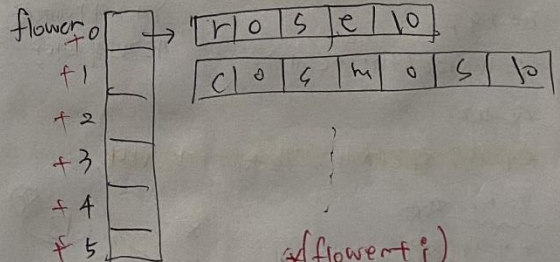 flower+0 r o s e \0
+1 c o s m o s \0
+2
+3
+4
+5 *(flower+i)